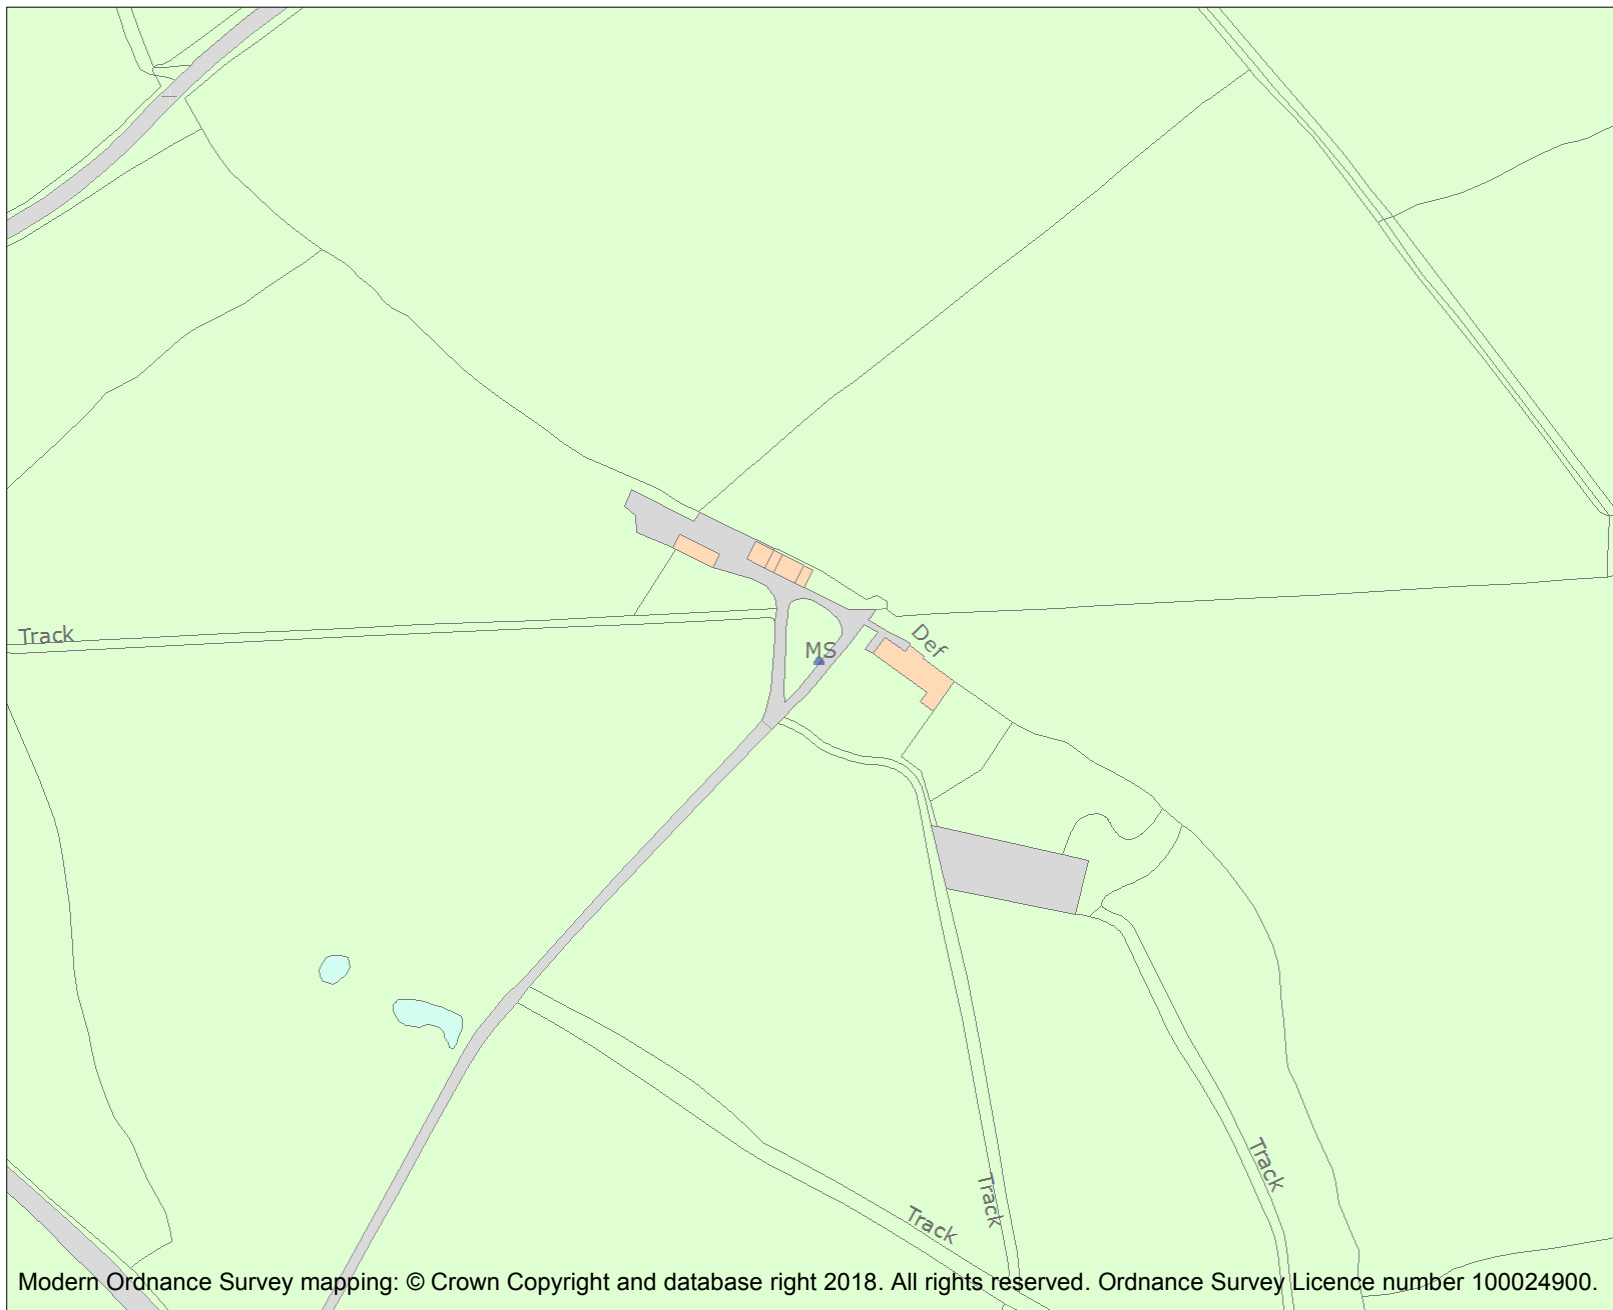 Def
Track
MS
Track
Track
Track
Modern Ordnance Survey mapping: © Crown Copyright and database right 2018. All rights reserved. Ordnance Survey Licence number 100024900.